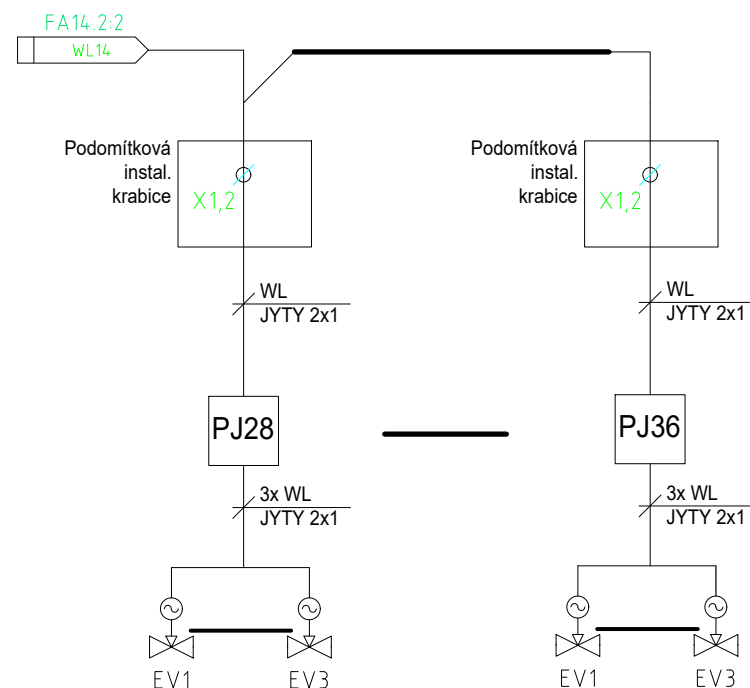 FA14.2:2
WL14
Podomítková
instal.
krabice
X1,2
Podomítková
instal.
krabice
X1,2
WL
JYTY 2x1
WL
JYTY 2x1
PJ28
PJ36
3x WL
JYTY 2x1
3x WL
JYTY 2x1
EV1
EV3
EV1
EV3